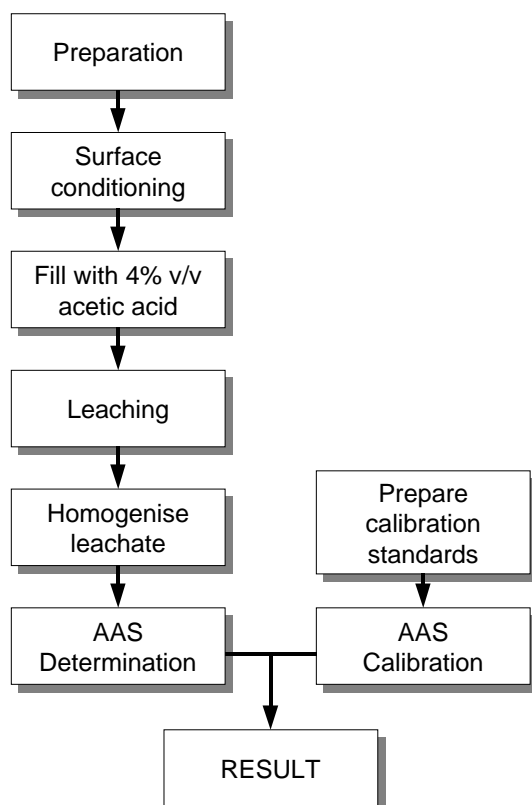 Preparation
Surface
conditioning
Fill with 4% v/v
acetic acid
Leaching
Homogenise
leachate
Prepare
calibration
standards
AAS
Determination
AAS
Calibration
RESULT